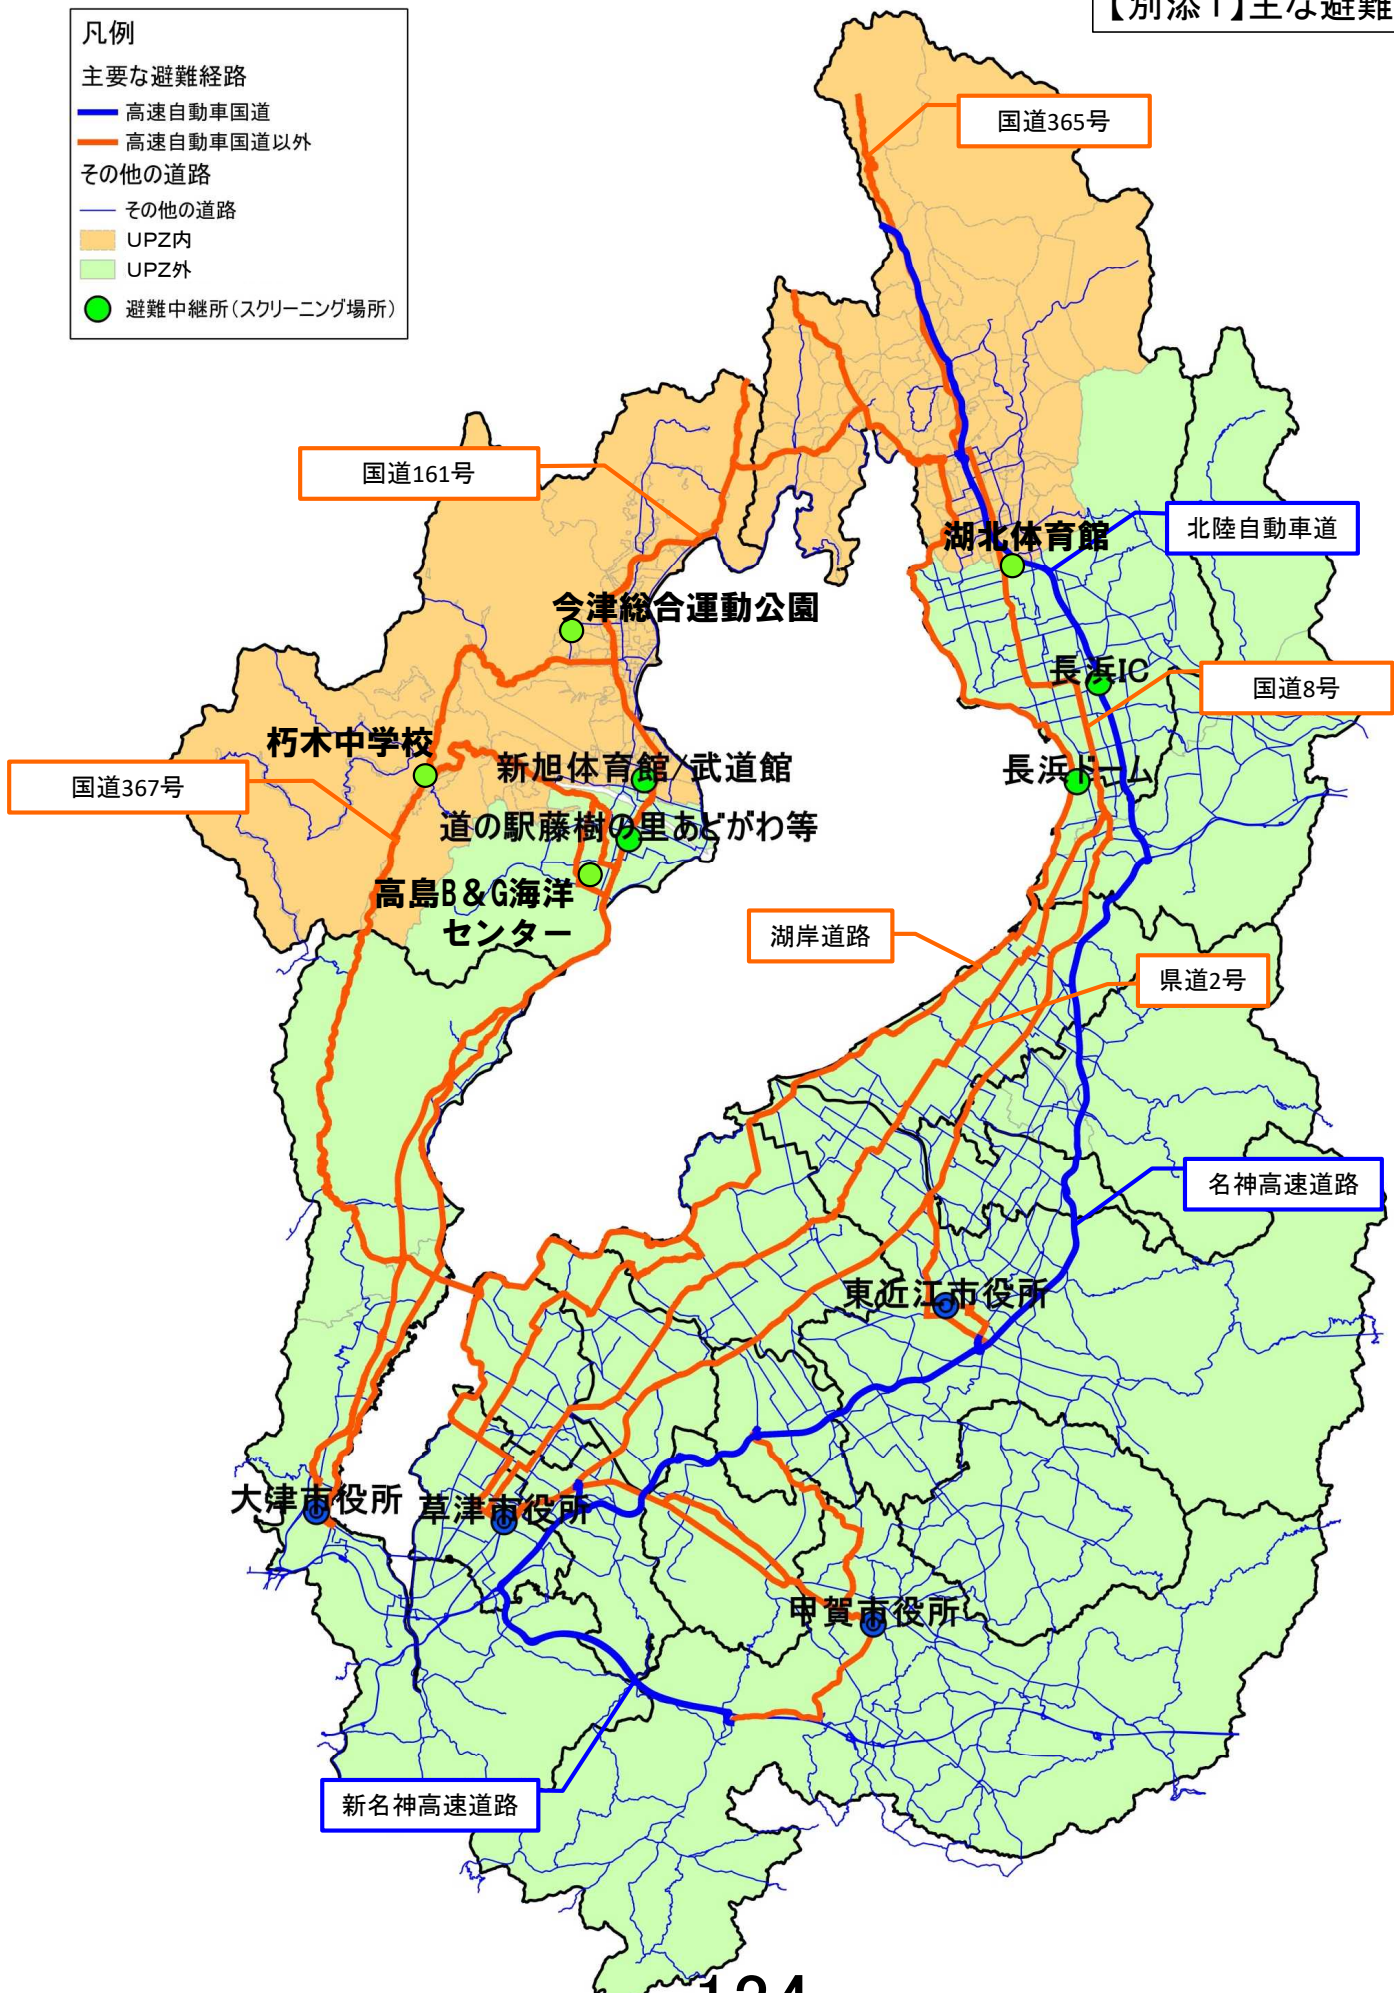 【別添1】主な避難
凡例
主要な避難経路
高速自動車国道
高速自動車国道以外
その他の道路
その他の道路
UPZ内
UPZ外
避難中継所(スクリーニング場所)
国道365号
国道161号
北陸自動車道
湖北体育館
今津総合運動公園
長浜IC
国道8号
朽木中学校
新旭体育館/武道館
長浜ドーム
国道367号
道の駅藤樹の里あどがわ等
高島B&G海洋
センター
湖岸道路
県道2号
名神高速道路
東近江市役所
大津市役所
草津市役所
甲賀市役所
新名神高速道路
134